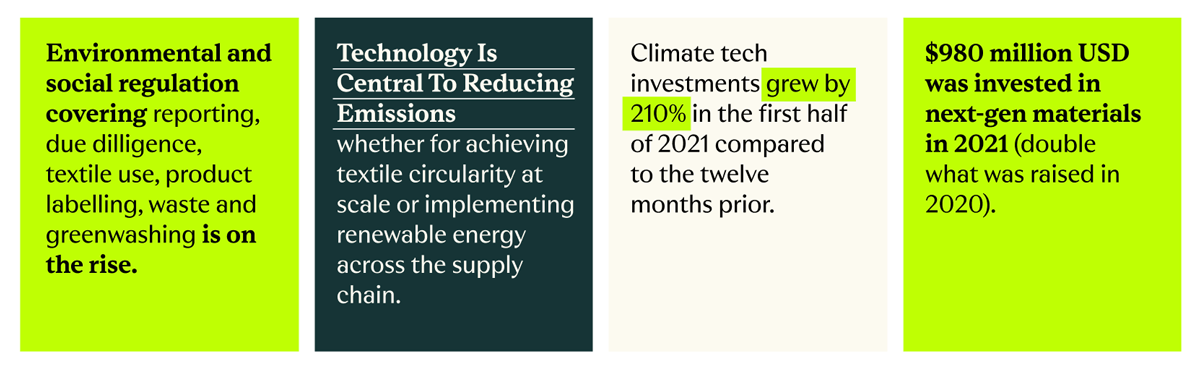 Environmental and
social regulation
covering reporting,
due dilligence,
textile use, product
labelling, waste and
greenwashing is on
the rise.
Technology Is
Central To Reducing
Emissions
whether for achieving
textile circularity at
scale or implementing
renewable energy
across the supply
chain.
Climate tech
investments grew by
210% in the first half
of 2021 compared
to the twelve
months prior.
$980 million USD
was invested in
next-gen materials
in 2021 (double
what was raised in
2020).